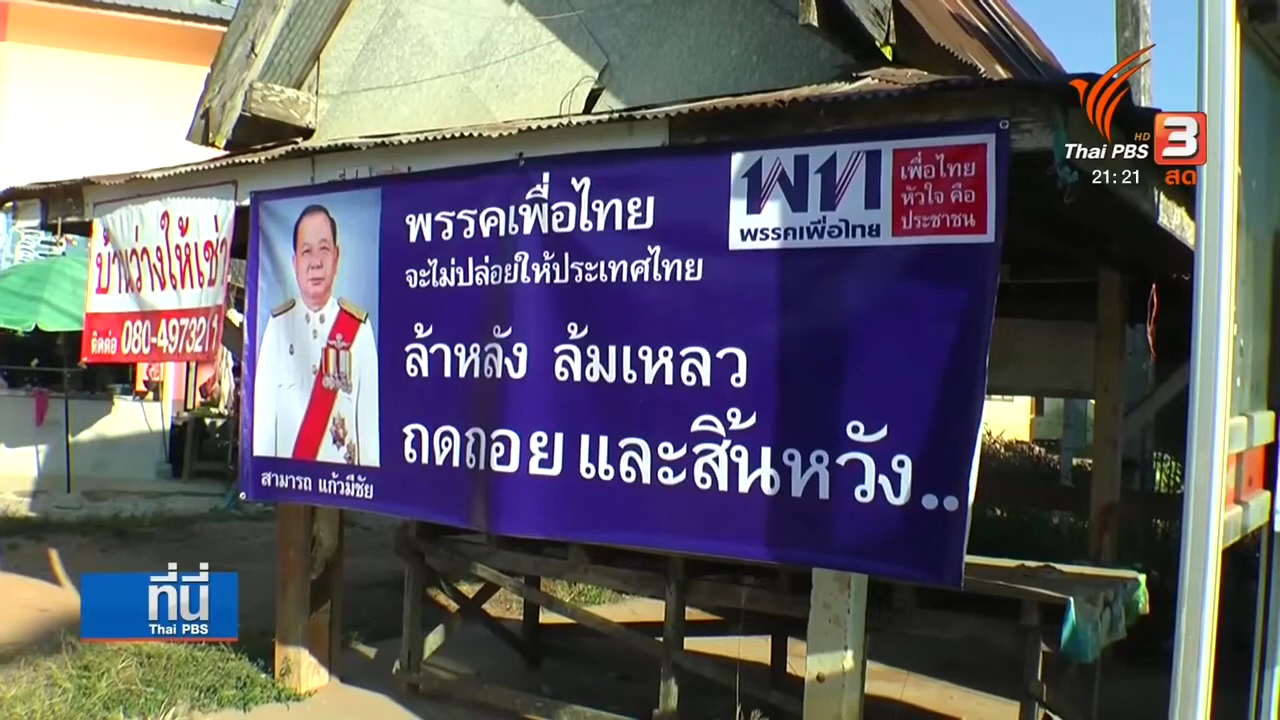 พรรคเพื่อไทย
จะไม่ปล่อยให้ประเทศไทย
ล้าหลัง ล้มเหลว
ถดถอย และสิ้นหวัง..
สามารถ แก้วมีชัย
พท
พรรคเพื่อไทย
เพื่อไทย
หัวใจ คือ
ประชาชน
บ้านว่างให้เช่า
ติดต่อ 080-4973211
HD
Thai PBS 3
21:21 สด
ที่นี่
Thai PBS